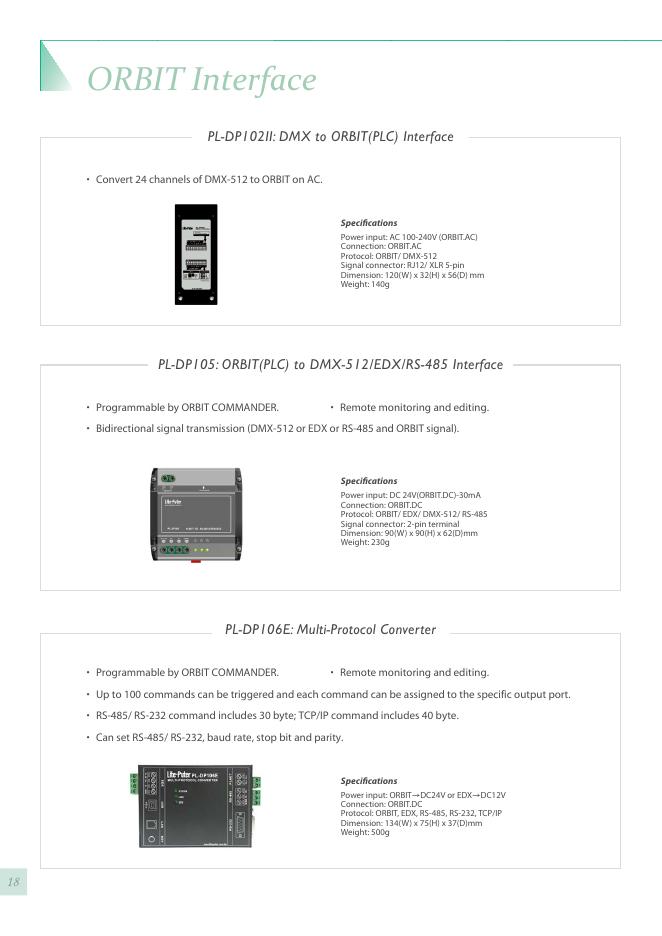 ORBIT Interface
PL-DP102II: DMX to ORBIT(PLC) Interface
• Convert 24 channels of DMX-512 to ORBIT on AC.
Specifications
Power input: AC 100-240V (ORBIT.AC)
Connection: ORBIT.AC
Protocol: ORBIT/ DMX-512
Signal connector: RJ12/ XLR 5-pin
Dimension: 120(W) x 32(H) x 56(D) mm
Weight: 140g
PL-DP105: ORBIT(PLC) to DMX-512/EDX/RS-485 Interface
• Programmable by ORBIT COMMANDER. • Remote monitoring and editing.
• Bidirectional signal transmission (DMX-512 or EDX or RS-485 and ORBIT signal).
Lite-Puter
PL-DP105
Specifications
Power input: DC 24V(ORBIT.DC)-30mA
Connection: ORBIT.DC
Protocol: ORBIT/ EDX/ DMX-512/ RS-485
Signal connector: 2-pin terminal
Dimension: 90(W) x 90(H) x 62(D)mm
Weight: 230g
PL-DP106E: Multi-Protocol Converter
• Programmable by ORBIT COMMANDER. • Remote monitoring and editing.
• Up to 100 commands can be triggered and each command can be assigned to the specific output port.
• RS-485/ RS-232 command includes 30 byte; TCP/IP command includes 40 byte.
• Can set RS-485/ RS-232, baud rate, stop bit and parity.
Lite-Puter PL-DP106E
MULTI-PROTOCOL CONVERTER
Specifications
Power input: ORBIT→DC24V or EDX→DC12V
Connection: ORBIT.DC
Protocol: ORBIT, EDX, RS-485, RS-232, TCP/IP
Dimension: 134(W) x 75(H) x 37(D)mm
Weight: 500g
18